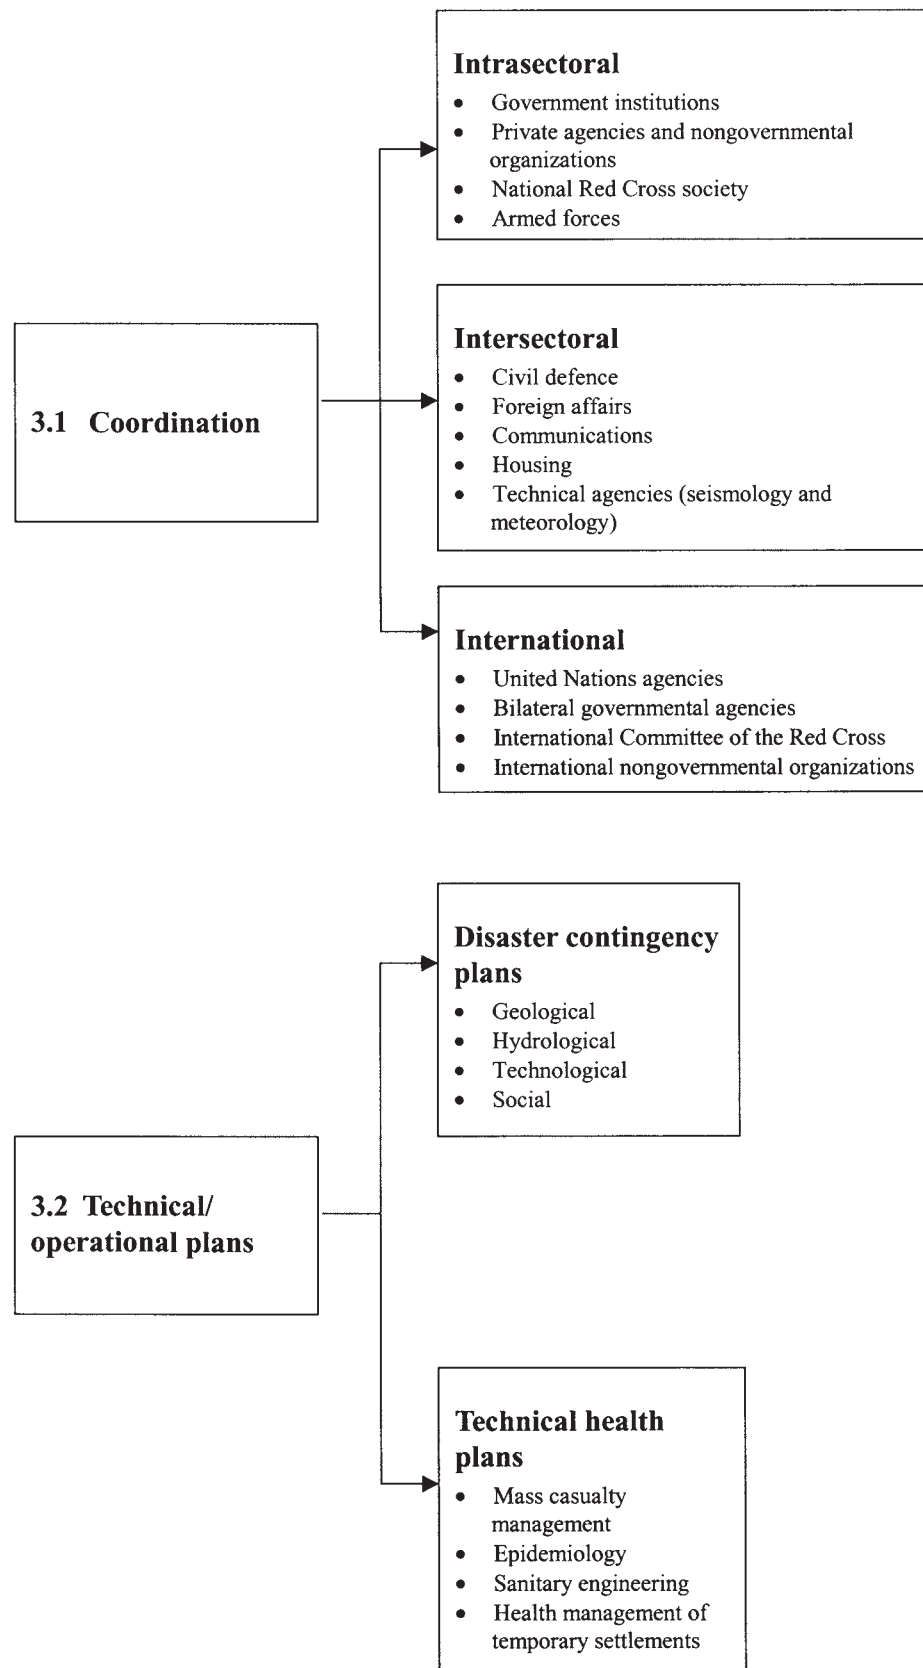 Intrasectoral
• Government institutions
• Private agencies and nongovernmental
organizations
• National Red Cross society
• Armed forces
3.1 Coordination
Intersectoral
• Civil defence
• Foreign affairs
• Communications
• Housing
• Technical agencies (seismology and
meteorology)
International
• United Nations agencies
• Bilateral governmental agencies
• International Committee of the Red Cross
• International nongovernmental organizations
Disaster contingency
plans
• Geological
• Hydrological
• Technological
• Social
3.2 Technical/
operational plans
Technical health
plans
• Mass casualty
management
• Epidemiology
• Sanitary engineering
• Health management of
temporary settlements